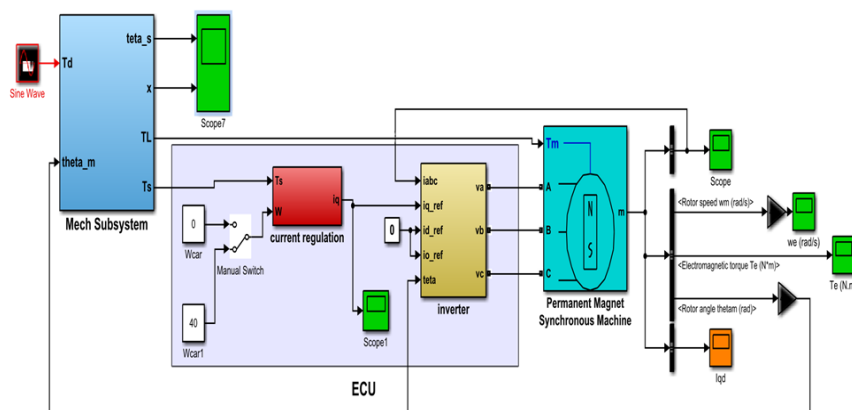 Td
theta_m
teta_s
x
TL
Ts
Mech Subsystem
Sine Wave
Scope7
0
Wcar
Manual Switch
40
Wcar1
Ts
W
iq
current regulation
Scope1
0
iabc
iq_ref
id_ref
io_ref
teta
va
vb
vc
inverter
ECU
Tm
A
B
C
N
S
m
Permanent Magnet
Synchronous Machine
Scope
<Rotor speed wm (rad/s)>
we (rad/s)
<Electromagnetic torque Te (N*m)>
Te (N.m
<Rotor angle thetam (rad)>
Iqd